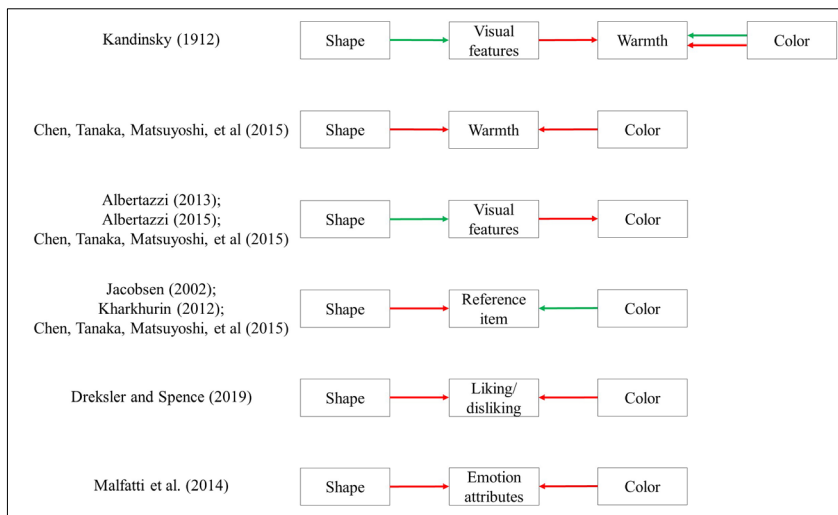 Kandinsky (1912)
Shape
Visual
features
Warmth
Color
Chen, Tanaka, Matsuyoshi, et al (2015)
Shape
Warmth
Color
Albertazzi (2013);
Albertazzi (2015);
Chen, Tanaka, Matsuyoshi, et al (2015)
Shape
Visual
features
Color
Jacobsen (2002);
Kharkhurin (2012);
Chen, Tanaka, Matsuyoshi, et al (2015)
Shape
Reference
item
Color
Dreksler and Spence (2019)
Shape
Liking/
disliking
Color
Malfatti et al. (2014)
Shape
Emotion
attributes
Color